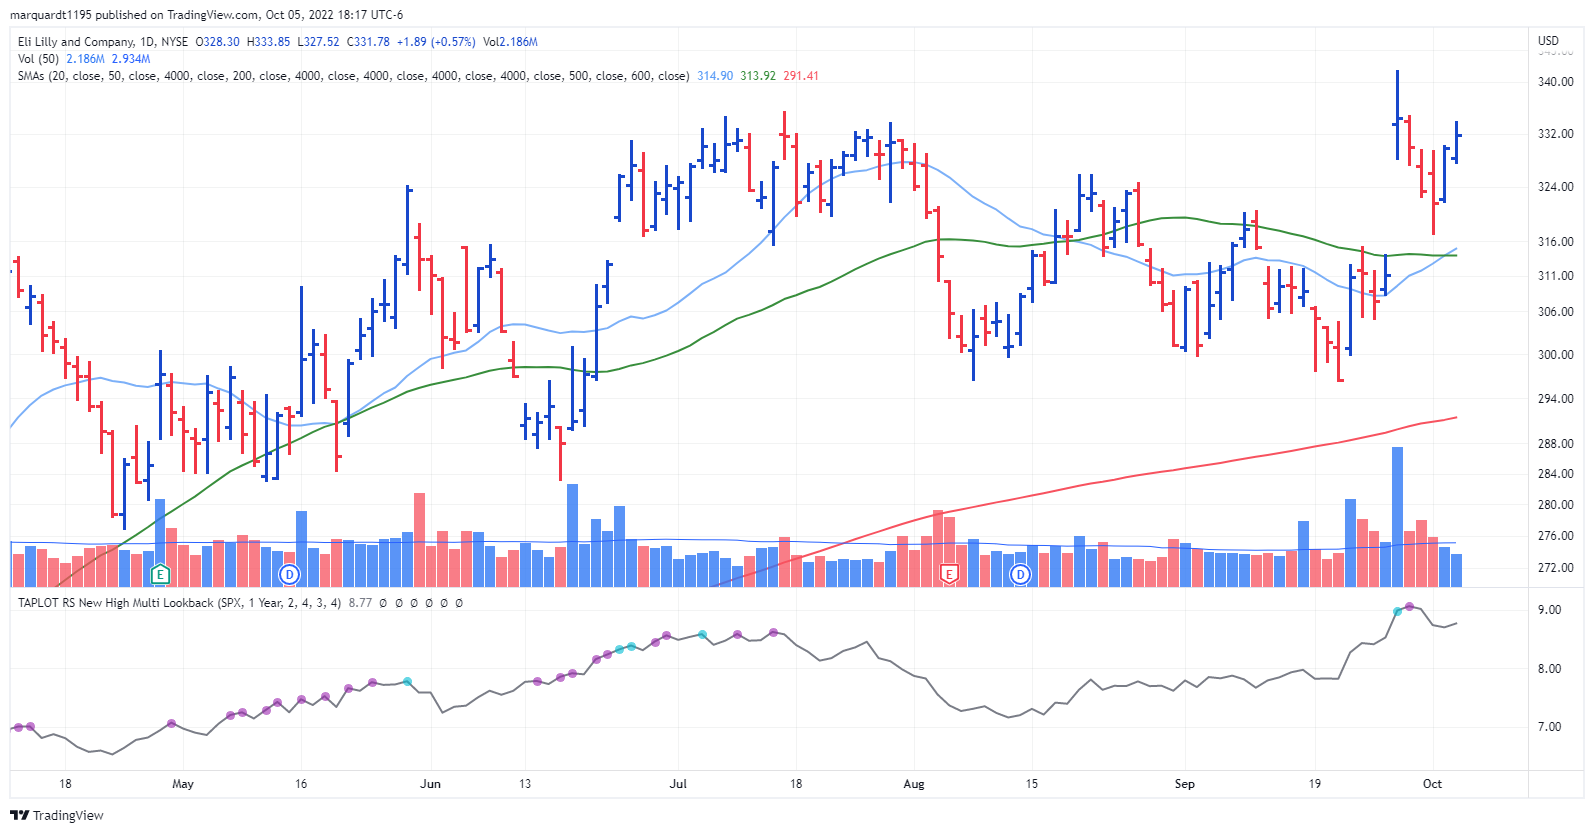 marquardt1195 published on TradingView.com, Oct 05, 2022 18:17 UTC-6
Eli Lilly and Company, 1D, NYSE O328.30 H333.85 L327.52 C331.78 +1.89 (+0.57%) Vol2.186M
Vol (50) 2.186M 2.934M
SMAs (20, close, 50, close, 4000, close, 200, close, 4000, close, 4000, close, 4000, close, 4000, close, 500, close, 600, close) 314.90 313.92 291.41
USD
340.00
332.00
324.00
316.00
311.00
306.00
300.00
294.00
288.00
284.00
280.00
276.00
272.00
E
D
E
D
TAPLOT RS New High Multi Lookback (SPX, 1 Year, 2, 4, 3, 4) 8.77 Ø Ø Ø Ø Ø Ø
9.00
8.00
7.00
18 May 16 Jun 13 Jul 18 Aug 15 Sep 19 Oct
TradingView